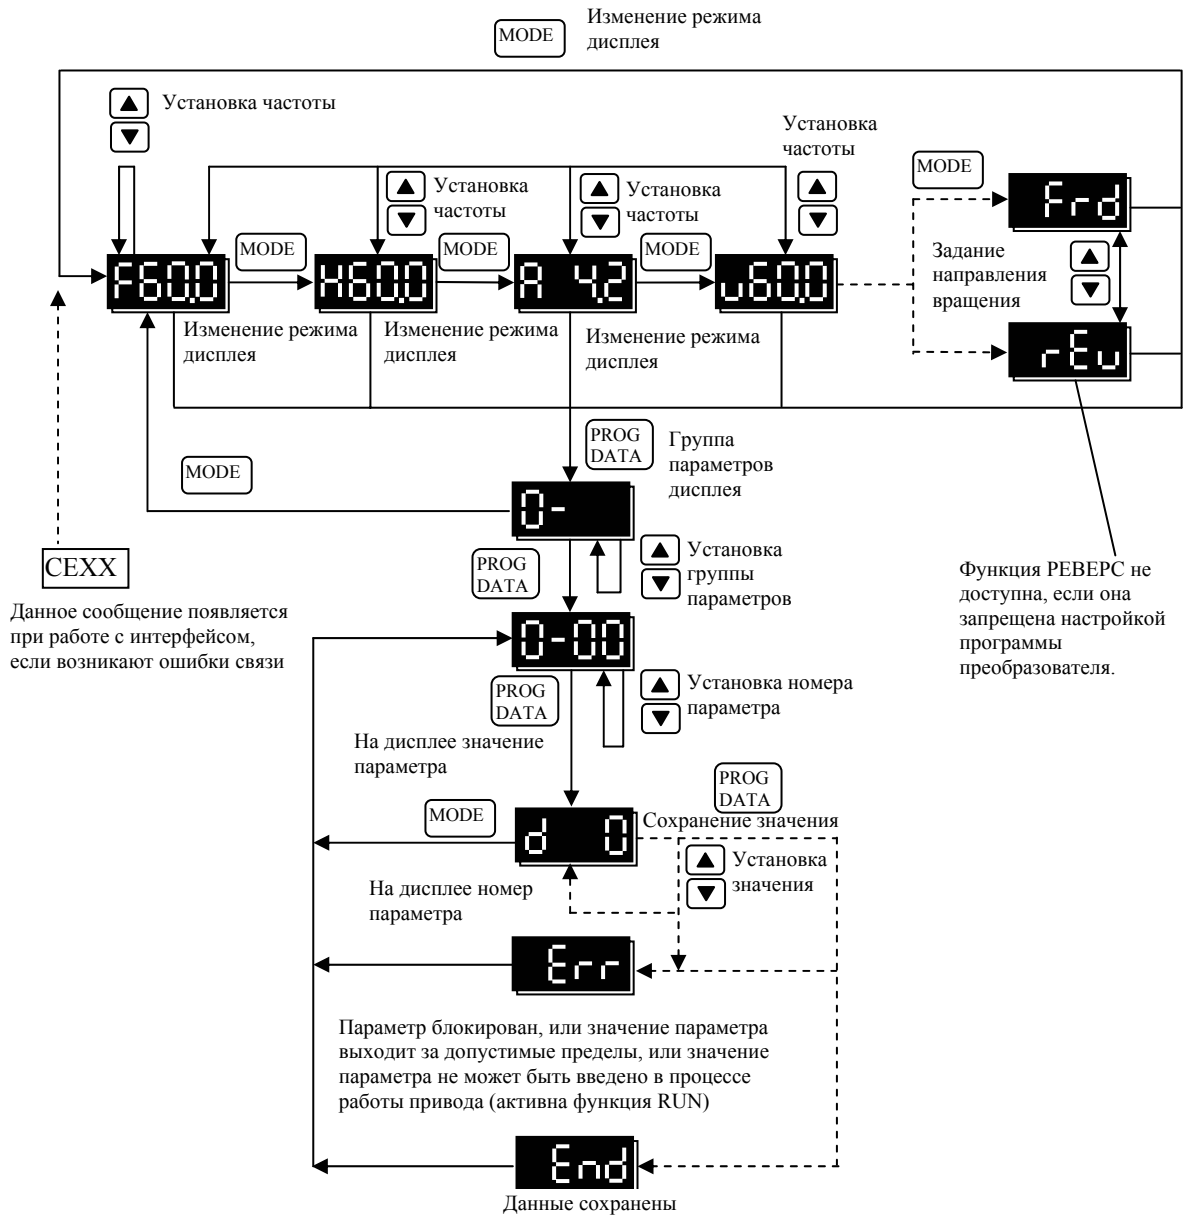 MODE
Изменение режима
дисплея
Установка частоты
Установка
частоты
MODE
Frd
Установка
частоты
Установка
частоты
MODE
MODE
MODE
Задание
направления
вращения
F60.0
H60.0
A 4.2
u60.0
Изменение режима
дисплея
Изменение режима
дисплея
Изменение режима
дисплея
rEu
PROG
DATA
Группа
параметров
дисплея
MODE
0-
CEXX
Данное сообщение появляется
при работе с интерфейсом,
если возникают ошибки связи
PROG
DATA
Установка
группы
параметров
Функция РЕВЕРС не
доступна, если она
запрещена настройкой
программы
преобразователя.
0-00
PROG
DATA
Установка номера
параметра
На дисплее значение
параметра
PROG
DATA
MODE
d 0
Сохранение значения
Установка
значения
На дисплее номер
параметра
Err
Параметр блокирован, или значение параметра
выходит за допустимые пределы, или значение
параметра не может быть введено в процессе
работы привода (активна функция RUN)
End
Данные сохранены